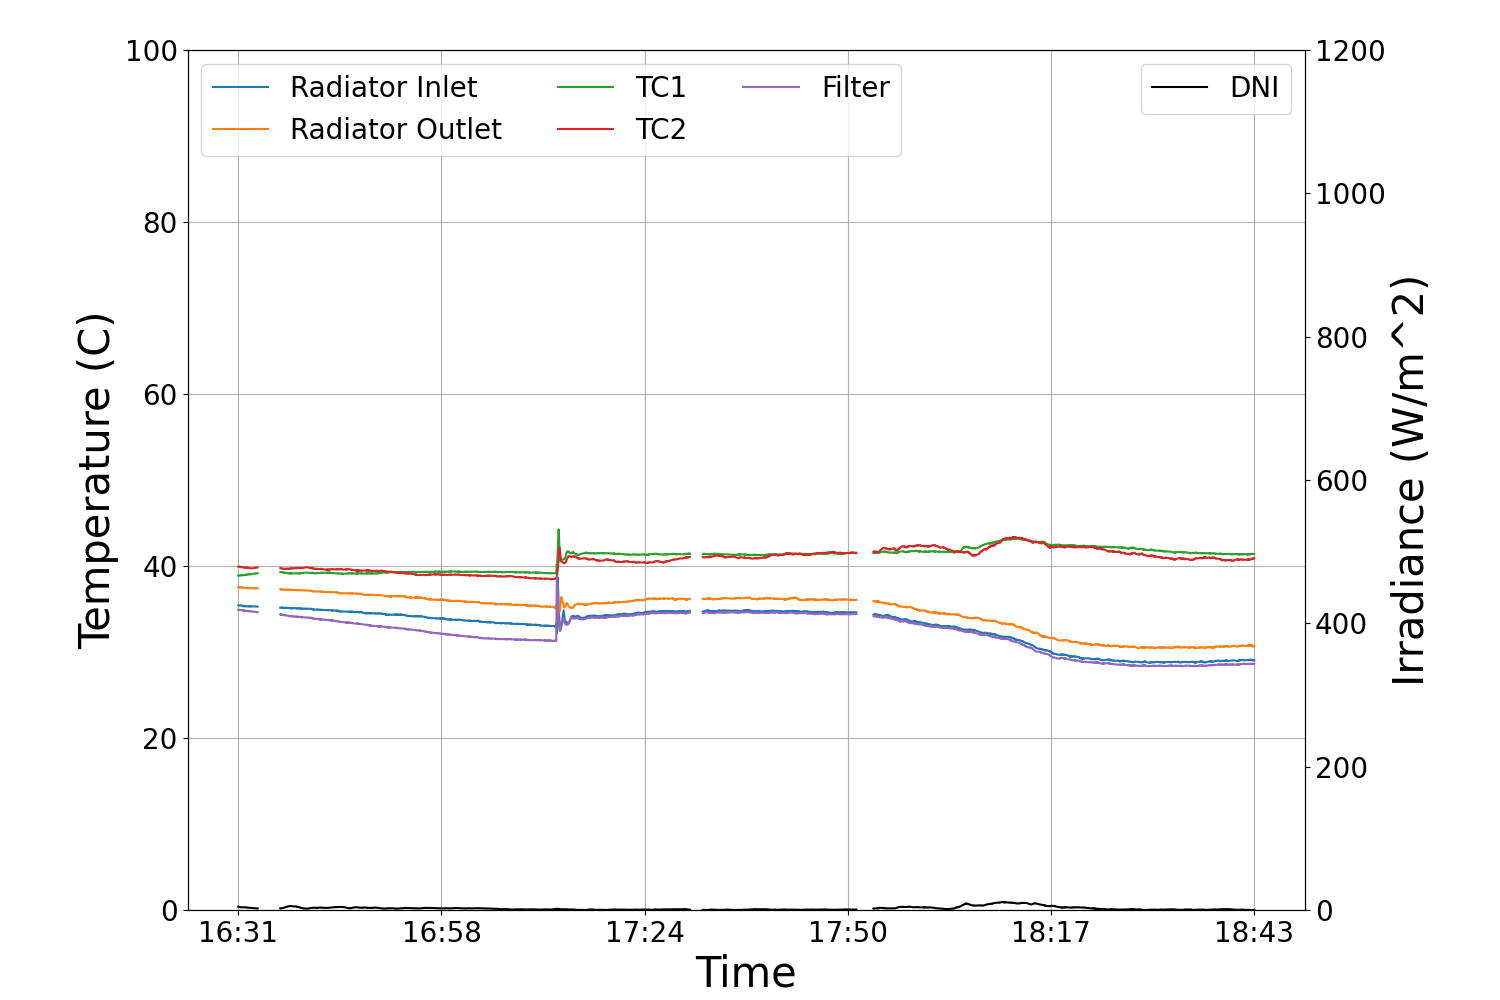 Radiator Inlet
Radiator Outlet
TC1
TC2
Filter
DNI
Temperature (C)
100
80
60
40
20
0
1200
1000
800
600
400
200
0
Irradiance (W/m^2)
16:31 16:58 17:24 17:50 18:17 18:43
Time